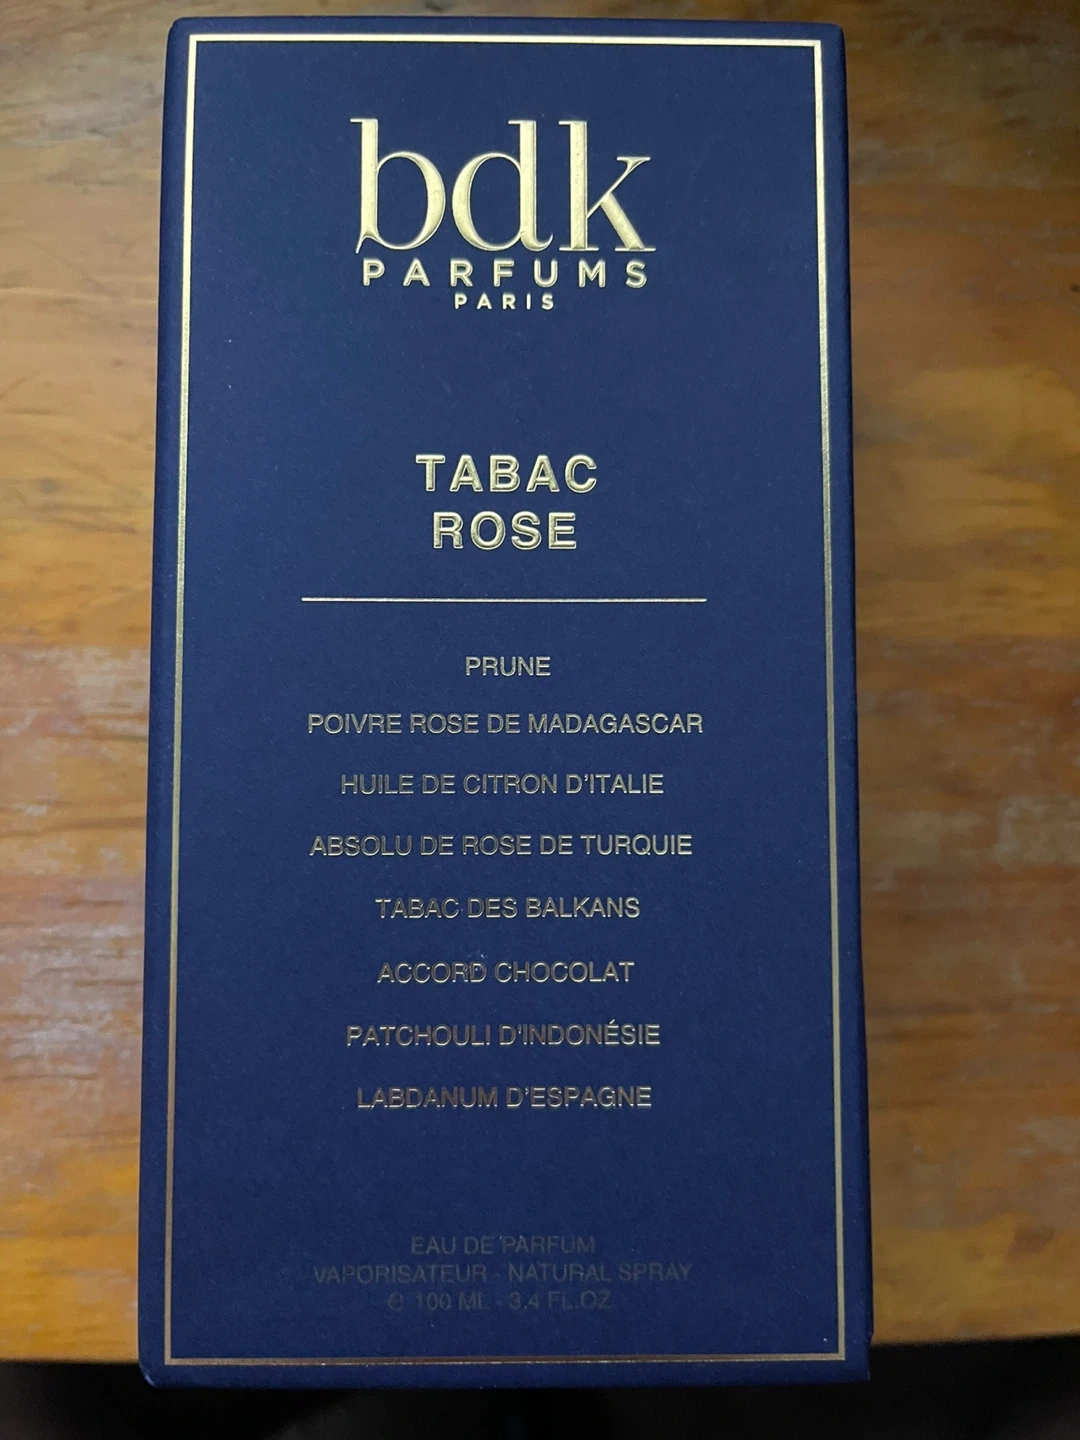 bdk
PARFUMS
PARIS
TABAC
ROSE
PRUNE
POIVRE ROSE DE MADAGASCAR
HUILE DE CITRON D'ITALIE
ABSOLU DE ROSE DE TURQUIE
TABAC DES BALKANS
ACCORD CHOCOLAT
PATCHOULI D'INDONÉSIE
LABDANUM D'ESPAGNE
EAU DE PARFUM
VAPORISATEUR - NATURAL SPRAY
℮ 100 ML - 3.4 FL.OZ.